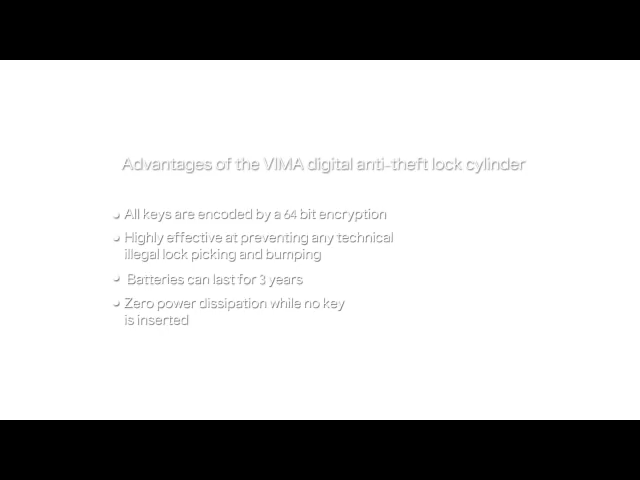 Advantages of the VIMA digital anti-theft lock cylinder
• All keys are encoded by a 64 bit encryption
• Highly effective at preventing any technical
illegal lock picking and bumping
• Batteries can last for 3 years
• Zero power dissipation while no key
is inserted